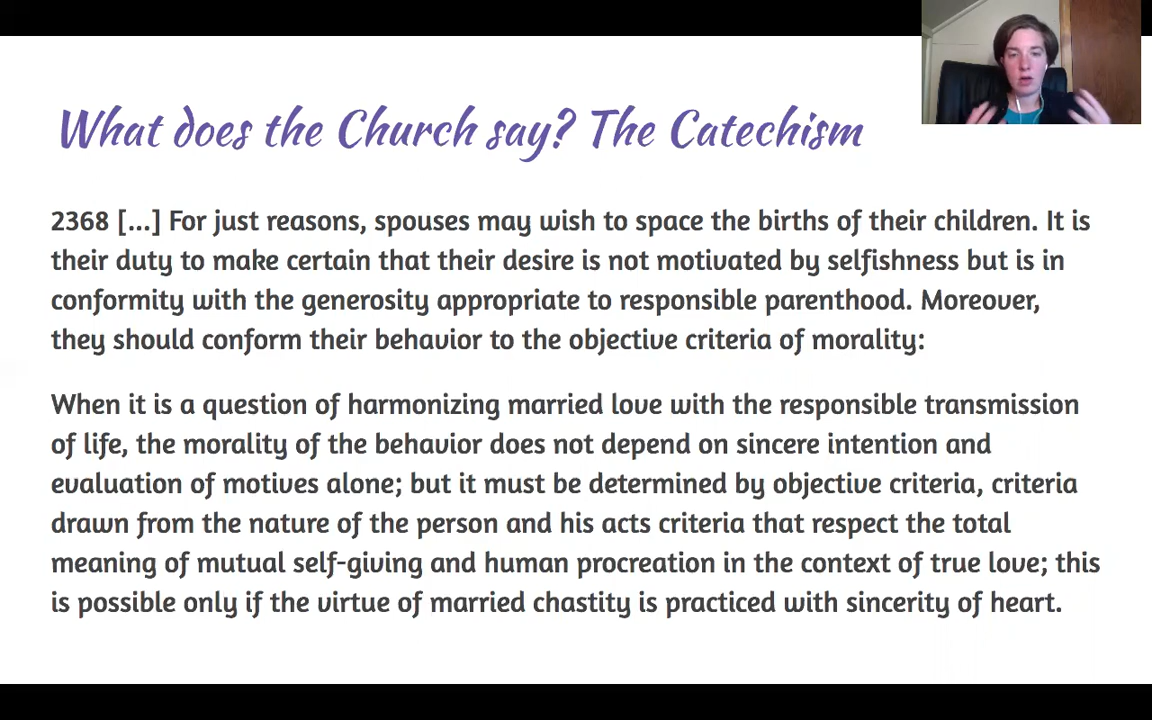 What does the Church say? The Catechism
2368 [...] For just reasons, spouses may wish to space the births of their children. It is
their duty to make certain that their desire is not motivated by selfishness but is in
conformity with the generosity appropriate to responsible parenthood. Moreover,
they should conform their behavior to the objective criteria of morality:
When it is a question of harmonizing married love with the responsible transmission
of life, the morality of the behavior does not depend on sincere intention and
evaluation of motives alone; but it must be determined by objective criteria, criteria
drawn from the nature of the person and his acts criteria that respect the total
meaning of mutual self-giving and human procreation in the context of true love; this
is possible only if the virtue of married chastity is practiced with sincerity of heart.